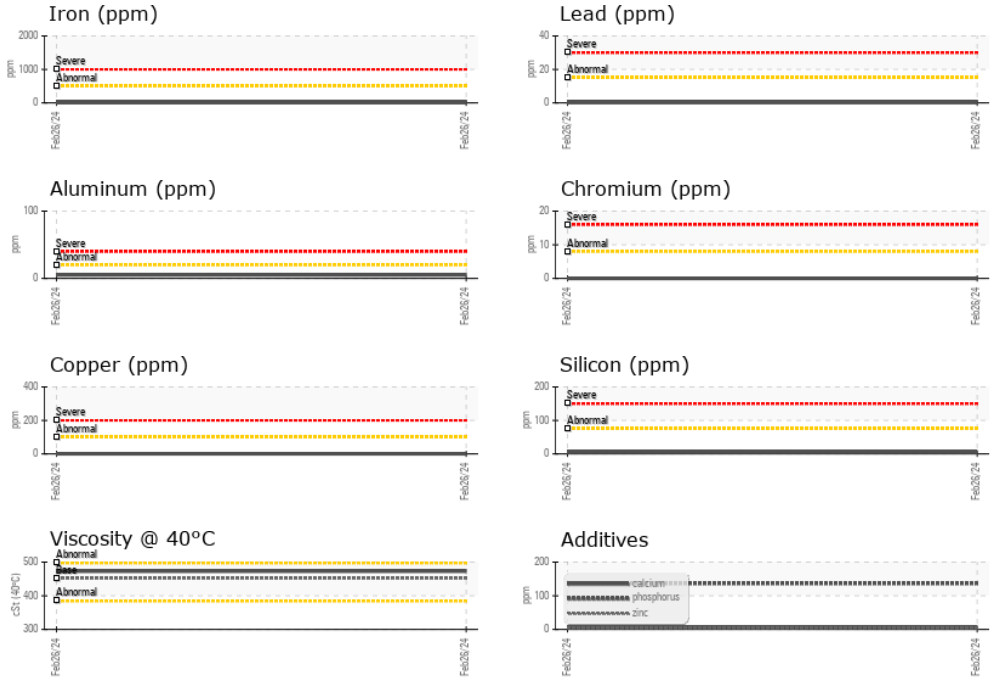 Iron (ppm)
2000
1000
0
ppm
Severe
Abnormal
Feb26/24
Feb26/24
Lead (ppm)
40
20
0
ppm
Severe
Abnormal
Feb26/24
Feb26/24
Aluminum (ppm)
100
50
0
ppm
Severe
Abnormal
Feb26/24
Feb26/24
Chromium (ppm)
20
10
0
ppm
Severe
Abnormal
Feb26/24
Feb26/24
Copper (ppm)
400
200
0
ppm
Severe
Abnormal
Feb26/24
Feb26/24
Silicon (ppm)
200
100
0
ppm
Severe
Abnormal
Feb26/24
Feb26/24
Viscosity @ 40°C
500
400
300
cSt (40°C)
Abnormal
Base
Abnormal
Feb26/24
Feb26/24
Additives
200
100
0
ppm
calcium
phosphorus
zinc
Feb26/24
Feb26/24